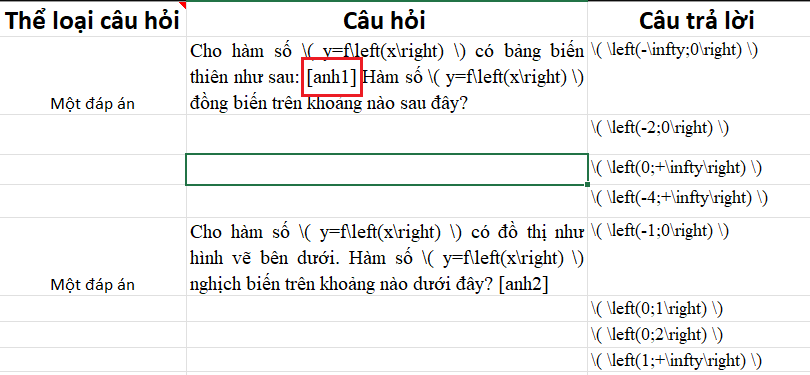 Thể loại câu hỏi Câu hỏi Câu trả lời
Cho hàm số \( y=f\left(x\right) \) có bảng biến \( \left(-\infty;0\right) \)
thiên như sau: [anh1] Hàm số \( y=f\left(x\right) \)
Một đáp án đồng biến trên khoảng nào sau đây?
\( \left(-2;0\right) \)
\( \left(0;+\infty\right) \)
\( \left(-4;+\infty\right) \)
Cho hàm số \( y=f\left(x\right) \) có đồ thị như \( \left(-1;0\right) \)
hình vẽ bên dưới. Hàm số \( y=f\left(x\right) \)
Một đáp án nghịch biến trên khoảng nào dưới đây? [anh2]
\( \left(0;1\right) \)
\( \left(0;2\right) \)
\( \left(1;+\infty\right) \)